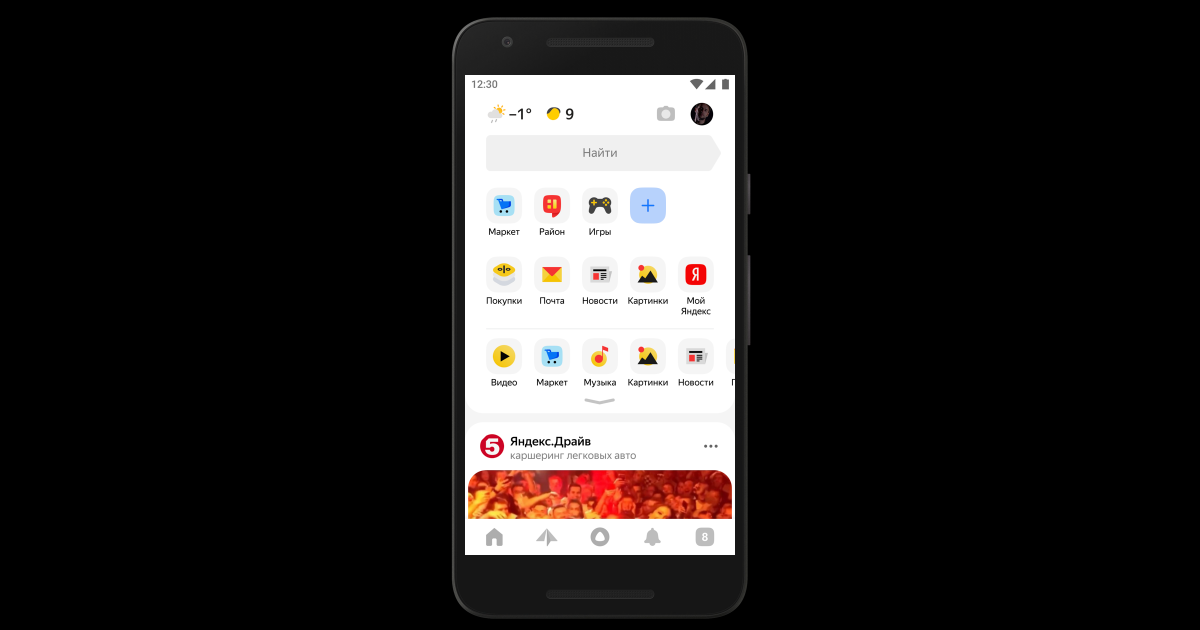 12:30
–1° 9
Найти
Маркет Район Игры
Покупки Почта Новости Картинки Мой
Я
Яндекс
Видео Маркет Музыка Картинки Новости
5 Яндекс.Драйв
каршеринг легковых авто
8